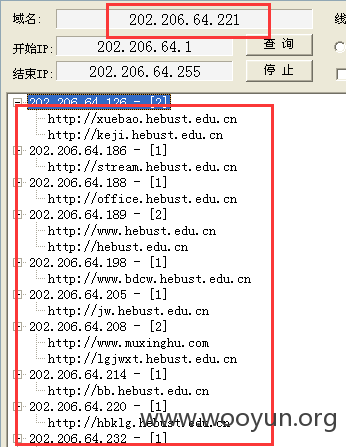 域名: 202.206.64.221 线
开始IP: 202.206.64.1 查 询
结束IP: 202.206.64.255 停 止
202.206.64.126 - [2]
http://xuebao.hebust.edu.cn
http://keji.hebust.edu.cn
202.206.64.186 - [1]
http://stream.hebust.edu.cn
202.206.64.188 - [1]
http://office.hebust.edu.cn
202.206.64.189 - [2]
http://www.hebust.edu.cn
http://hebust.edu.cn
202.206.64.198 - [1]
http://www.bdcw.hebust.edu.cn
202.206.64.205 - [1]
http://jw.hebust.edu.cn
202.206.64.208 - [2]
http://www.muxinghu.com
http://lgjwxt.hebust.edu.cn
202.206.64.214 - [1]
http://bb.hebust.edu.cn
202.206.64.220 - [1]
http://hbklg.hebust.edu.cn
202.206.64.232 - [1]
www.wooyun.org